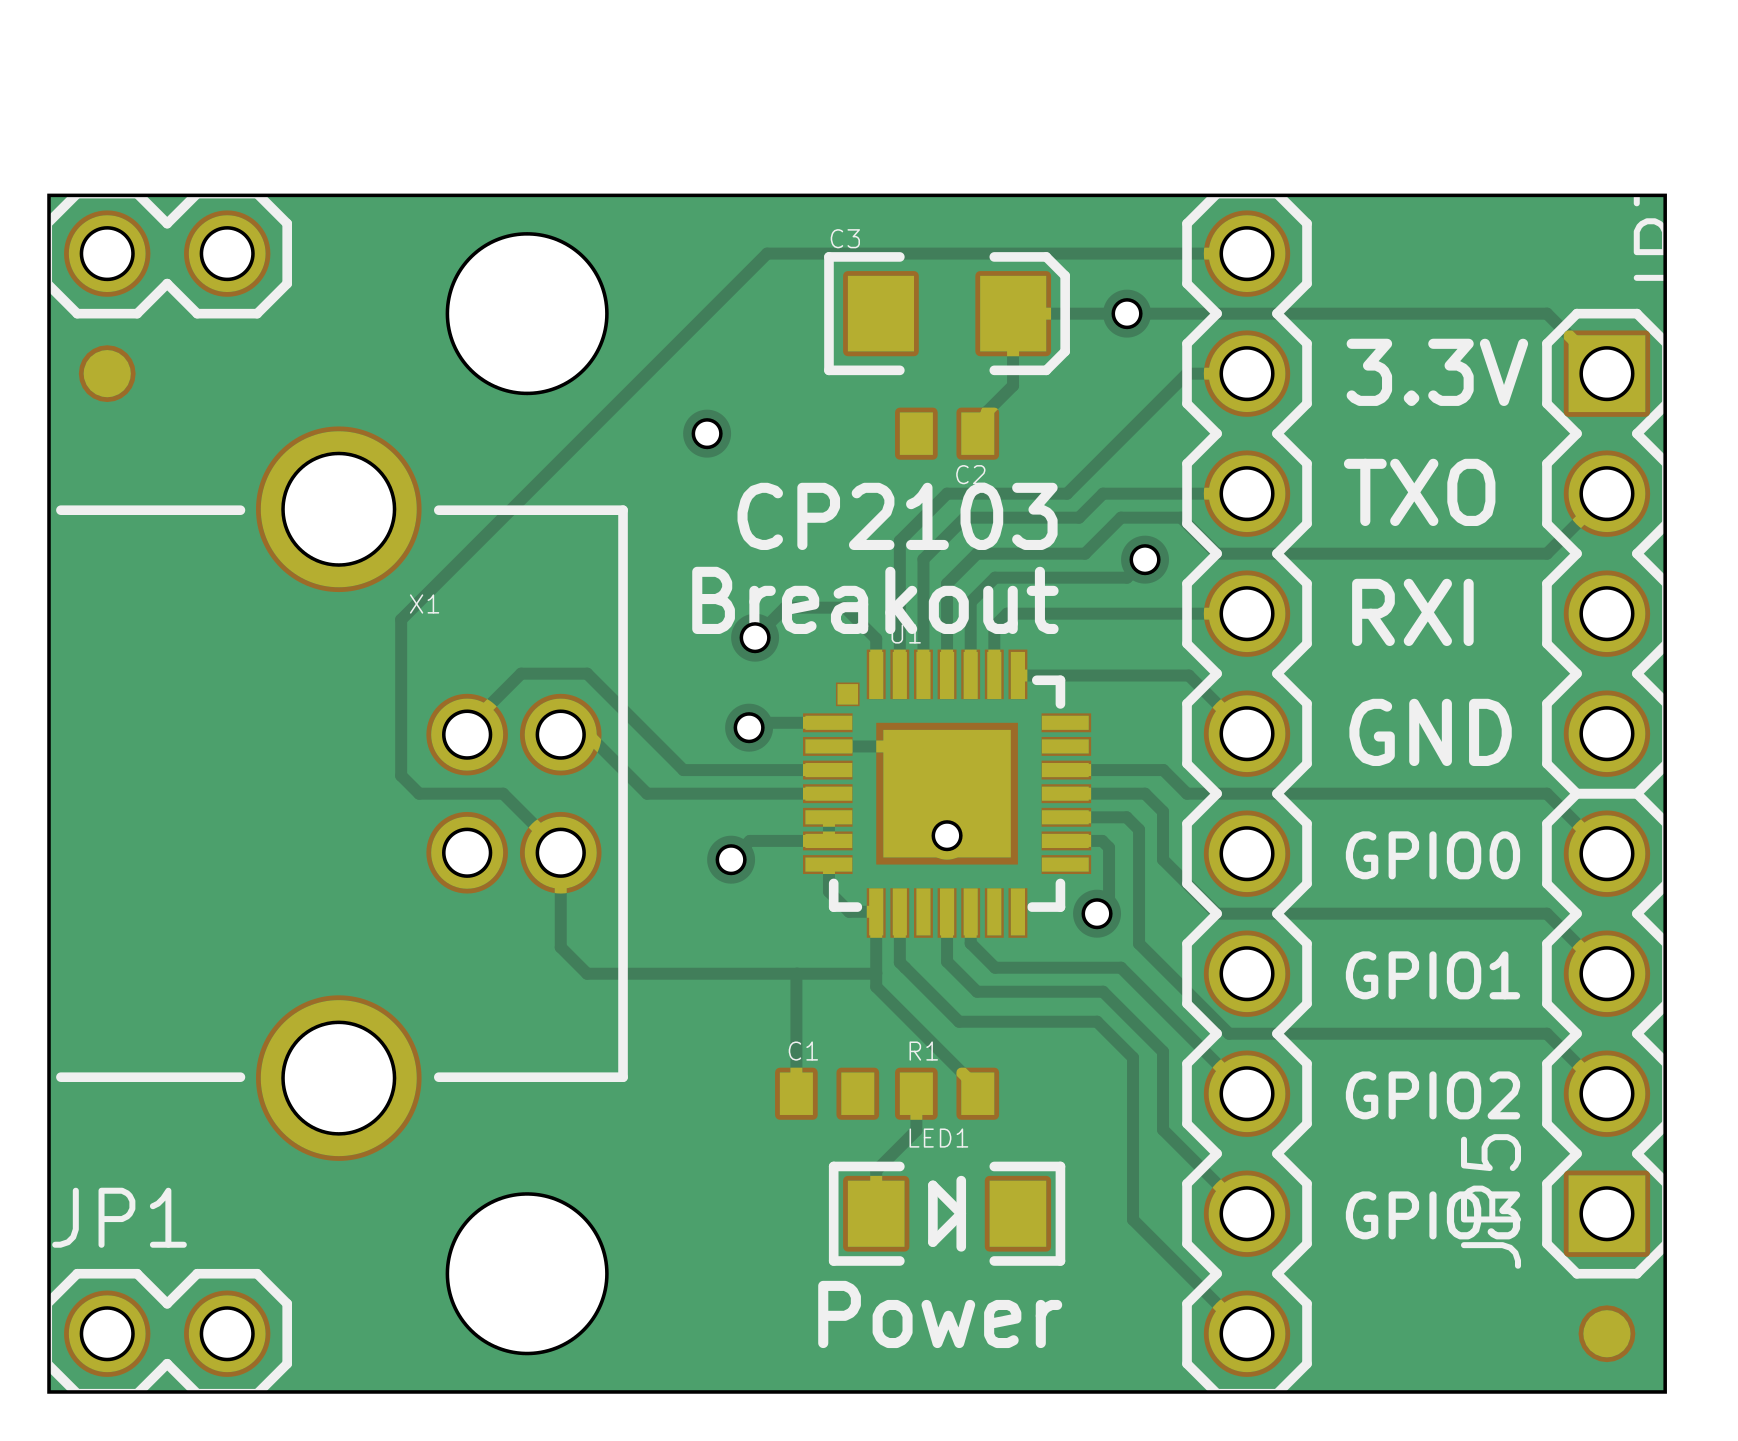 C3
3.3V
C2
CP2103
TXO
Breakout
X1
U1
RXI
GND
GPIO0
GPIO1
C1
R1
GPIO2
LED1
JP1
GPIO3
Power